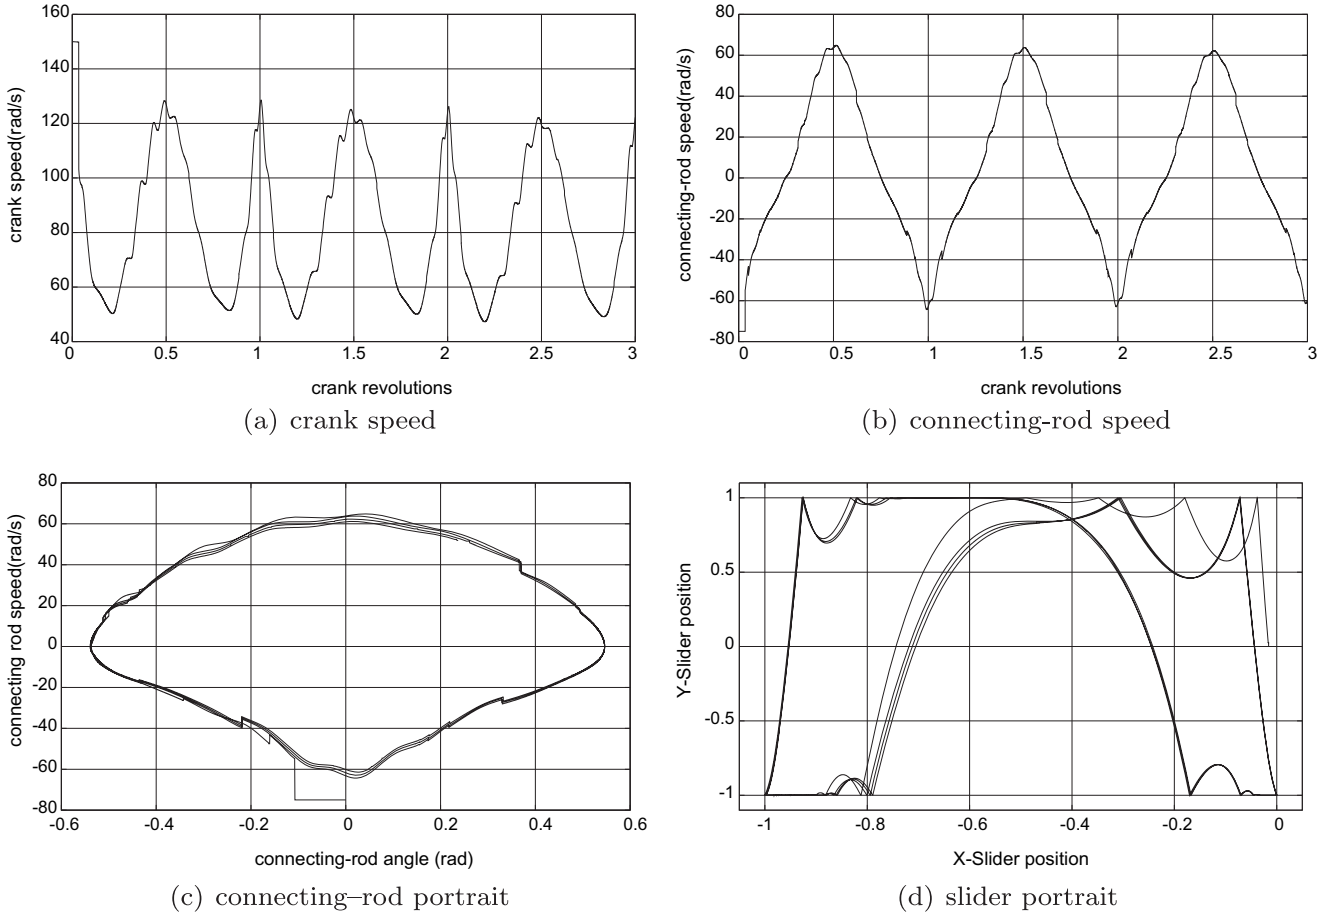 160
140
120
100
80
60
40
crank speed(rad/s)
0 0.5 1 1.5 2 2.5 3
crank revolutions
(a) crank speed
80
60
40
20
0
-20
-40
-60
-80
connecting-rod speed(rad/s)
0 0.5 1 1.5 2 2.5 3
crank revolutions
(b) connecting-rod speed
80
60
40
20
0
-20
-40
-60
-80
connecting rod speed(rad/s)
-0.6 -0.4 -0.2 0 0.2 0.4 0.6
connecting-rod angle (rad)
(c) connecting–rod portrait
1
0.5
0
-0.5
-1
Y-Slider position
-1 -0.8 -0.6 -0.4 -0.2 0
X-Slider position
(d) slider portrait